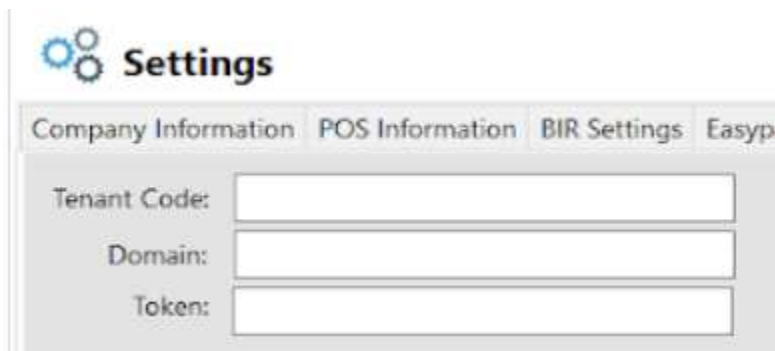 Settings
Company Information POS Information BIR Settings
Tenant Code:
Domain:
Token: